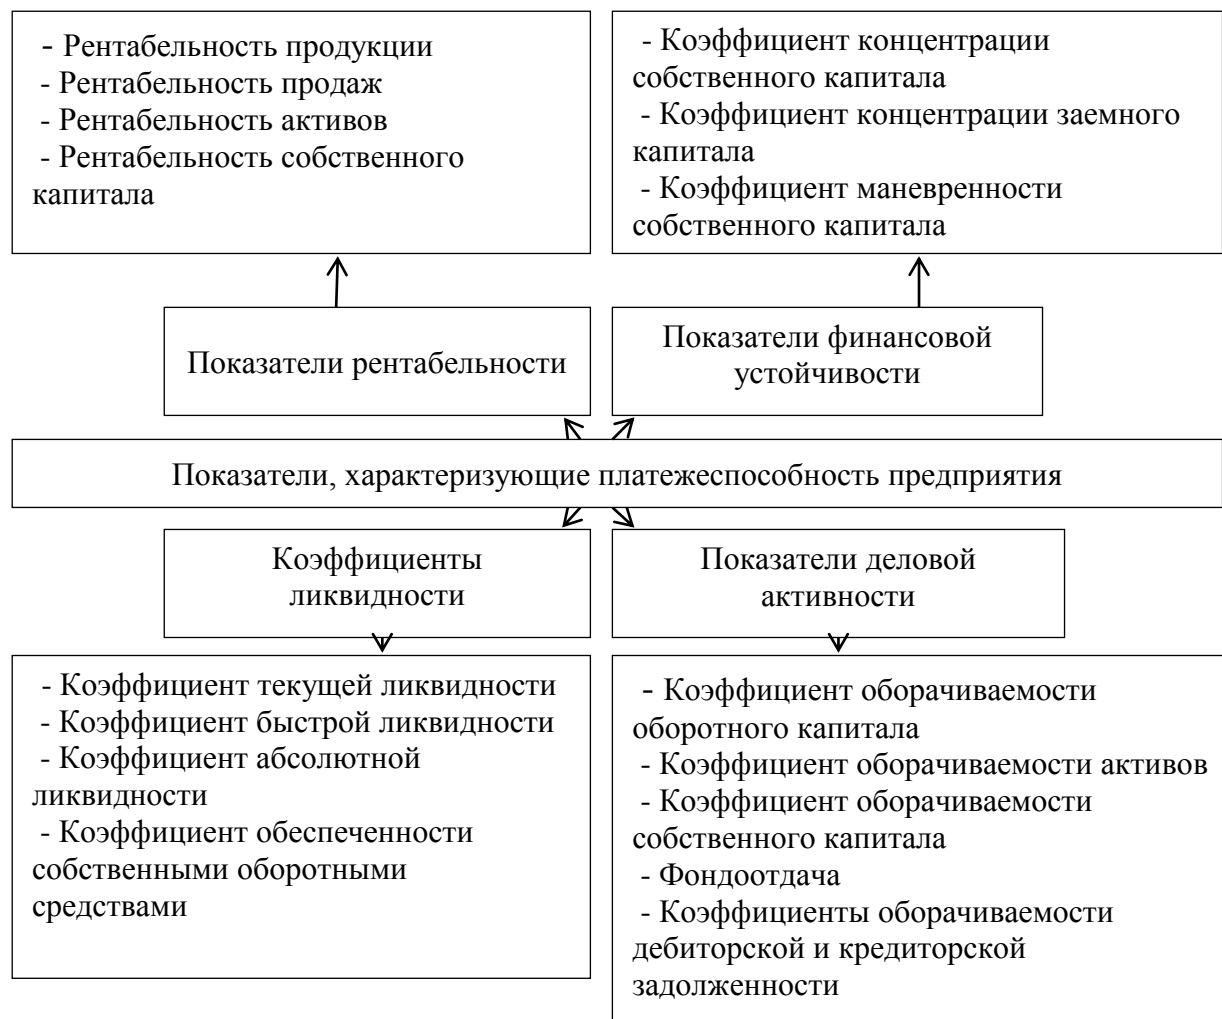 - Рентабельность продукции
- Рентабельность продаж
- Рентабельность активов
- Рентабельность собственного
капитала
- Коэффициент концентрации
собственного капитала
- Коэффициент концентрации заемного
капитала
- Коэффициент маневренности
собственного капитала
Показатели рентабельности
Показатели финансовой
устойчивости
Показатели, характеризующие платежеспособность предприятия
Коэффициенты
ликвидности
Показатели деловой
активности
- Коэффициент текущей ликвидности
- Коэффициент быстрой ликвидности
- Коэффициент абсолютной
ликвидности
- Коэффициент обеспеченности
собственными оборотными
средствами
- Коэффициент оборачиваемости
оборотного капитала
- Коэффициент оборачиваемости активов
- Коэффициент оборачиваемости
собственного капитала
- Фондоотдача
- Коэффициенты оборачиваемости
дебиторской и кредиторской
задолженности